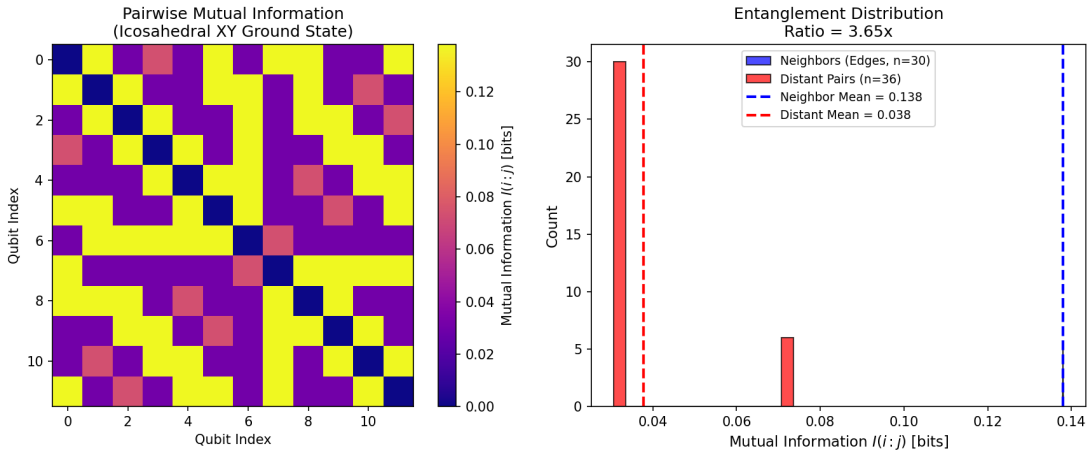 Pairwise Mutual Information
(Icosahedral XY Ground State)
0
2
4
6
8
10
Qubit Index
0
2
4
6
8
10
Qubit Index
0.12
0.10
0.08
0.06
0.04
0.02
0.00
Mutual Information I(i : j) [bits]
Entanglement Distribution
Ratio = 3.65x
30
25
20
15
10
5
0
Count
Neighbors (Edges, n=30)
Distant Pairs (n=36)
Neighbor Mean = 0.138
Distant Mean = 0.038
0.04
0.06
0.08
0.10
0.12
0.14
Mutual Information I(i : j) [bits]